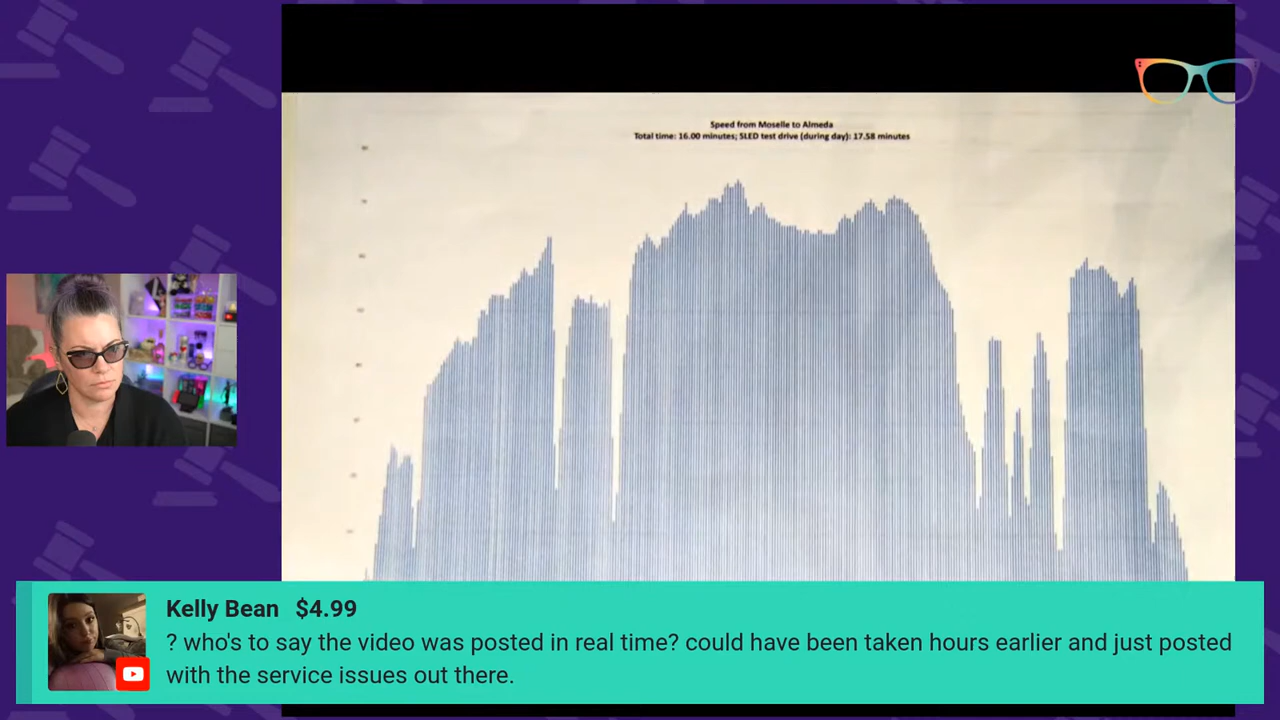 Speed from Moselle to Almeda
Total time: 16.00 minutes; SLED test drive (during day): 17.58 minutes
Kelly Bean $4.99
? who's to say the video was posted in real time? could have been taken hours earlier and just posted
with the service issues out there.